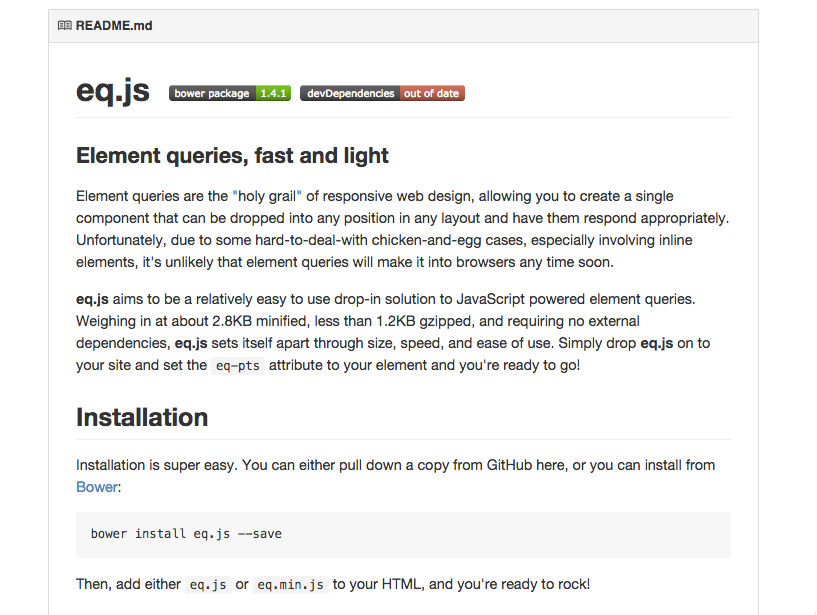 README.md
eq.js bower package 1.4.1 devDependencies out of date
Element queries, fast and light
Element queries are the "holy grail" of responsive web design, allowing you to create a single
component that can be dropped into any position in any layout and have them respond appropriately.
Unfortunately, due to some hard-to-deal-with chicken-and-egg cases, especially involving inline
elements, it's unlikely that element queries will make it into browsers any time soon.
eq.js aims to be a relatively easy to use drop-in solution to JavaScript powered element queries.
Weighing in at about 2.8KB minified, less than 1.2KB gzipped, and requiring no external
dependencies, eq.js sets itself apart through size, speed, and ease of use. Simply drop eq.js on to
your site and set the eq-pts attribute to your element and you're ready to go!
Installation
Installation is super easy. You can either pull down a copy from GitHub here, or you can install from
Bower:
bower install eq.js --save
Then, add either eq.js or eq.min.js to your HTML, and you're ready to rock!